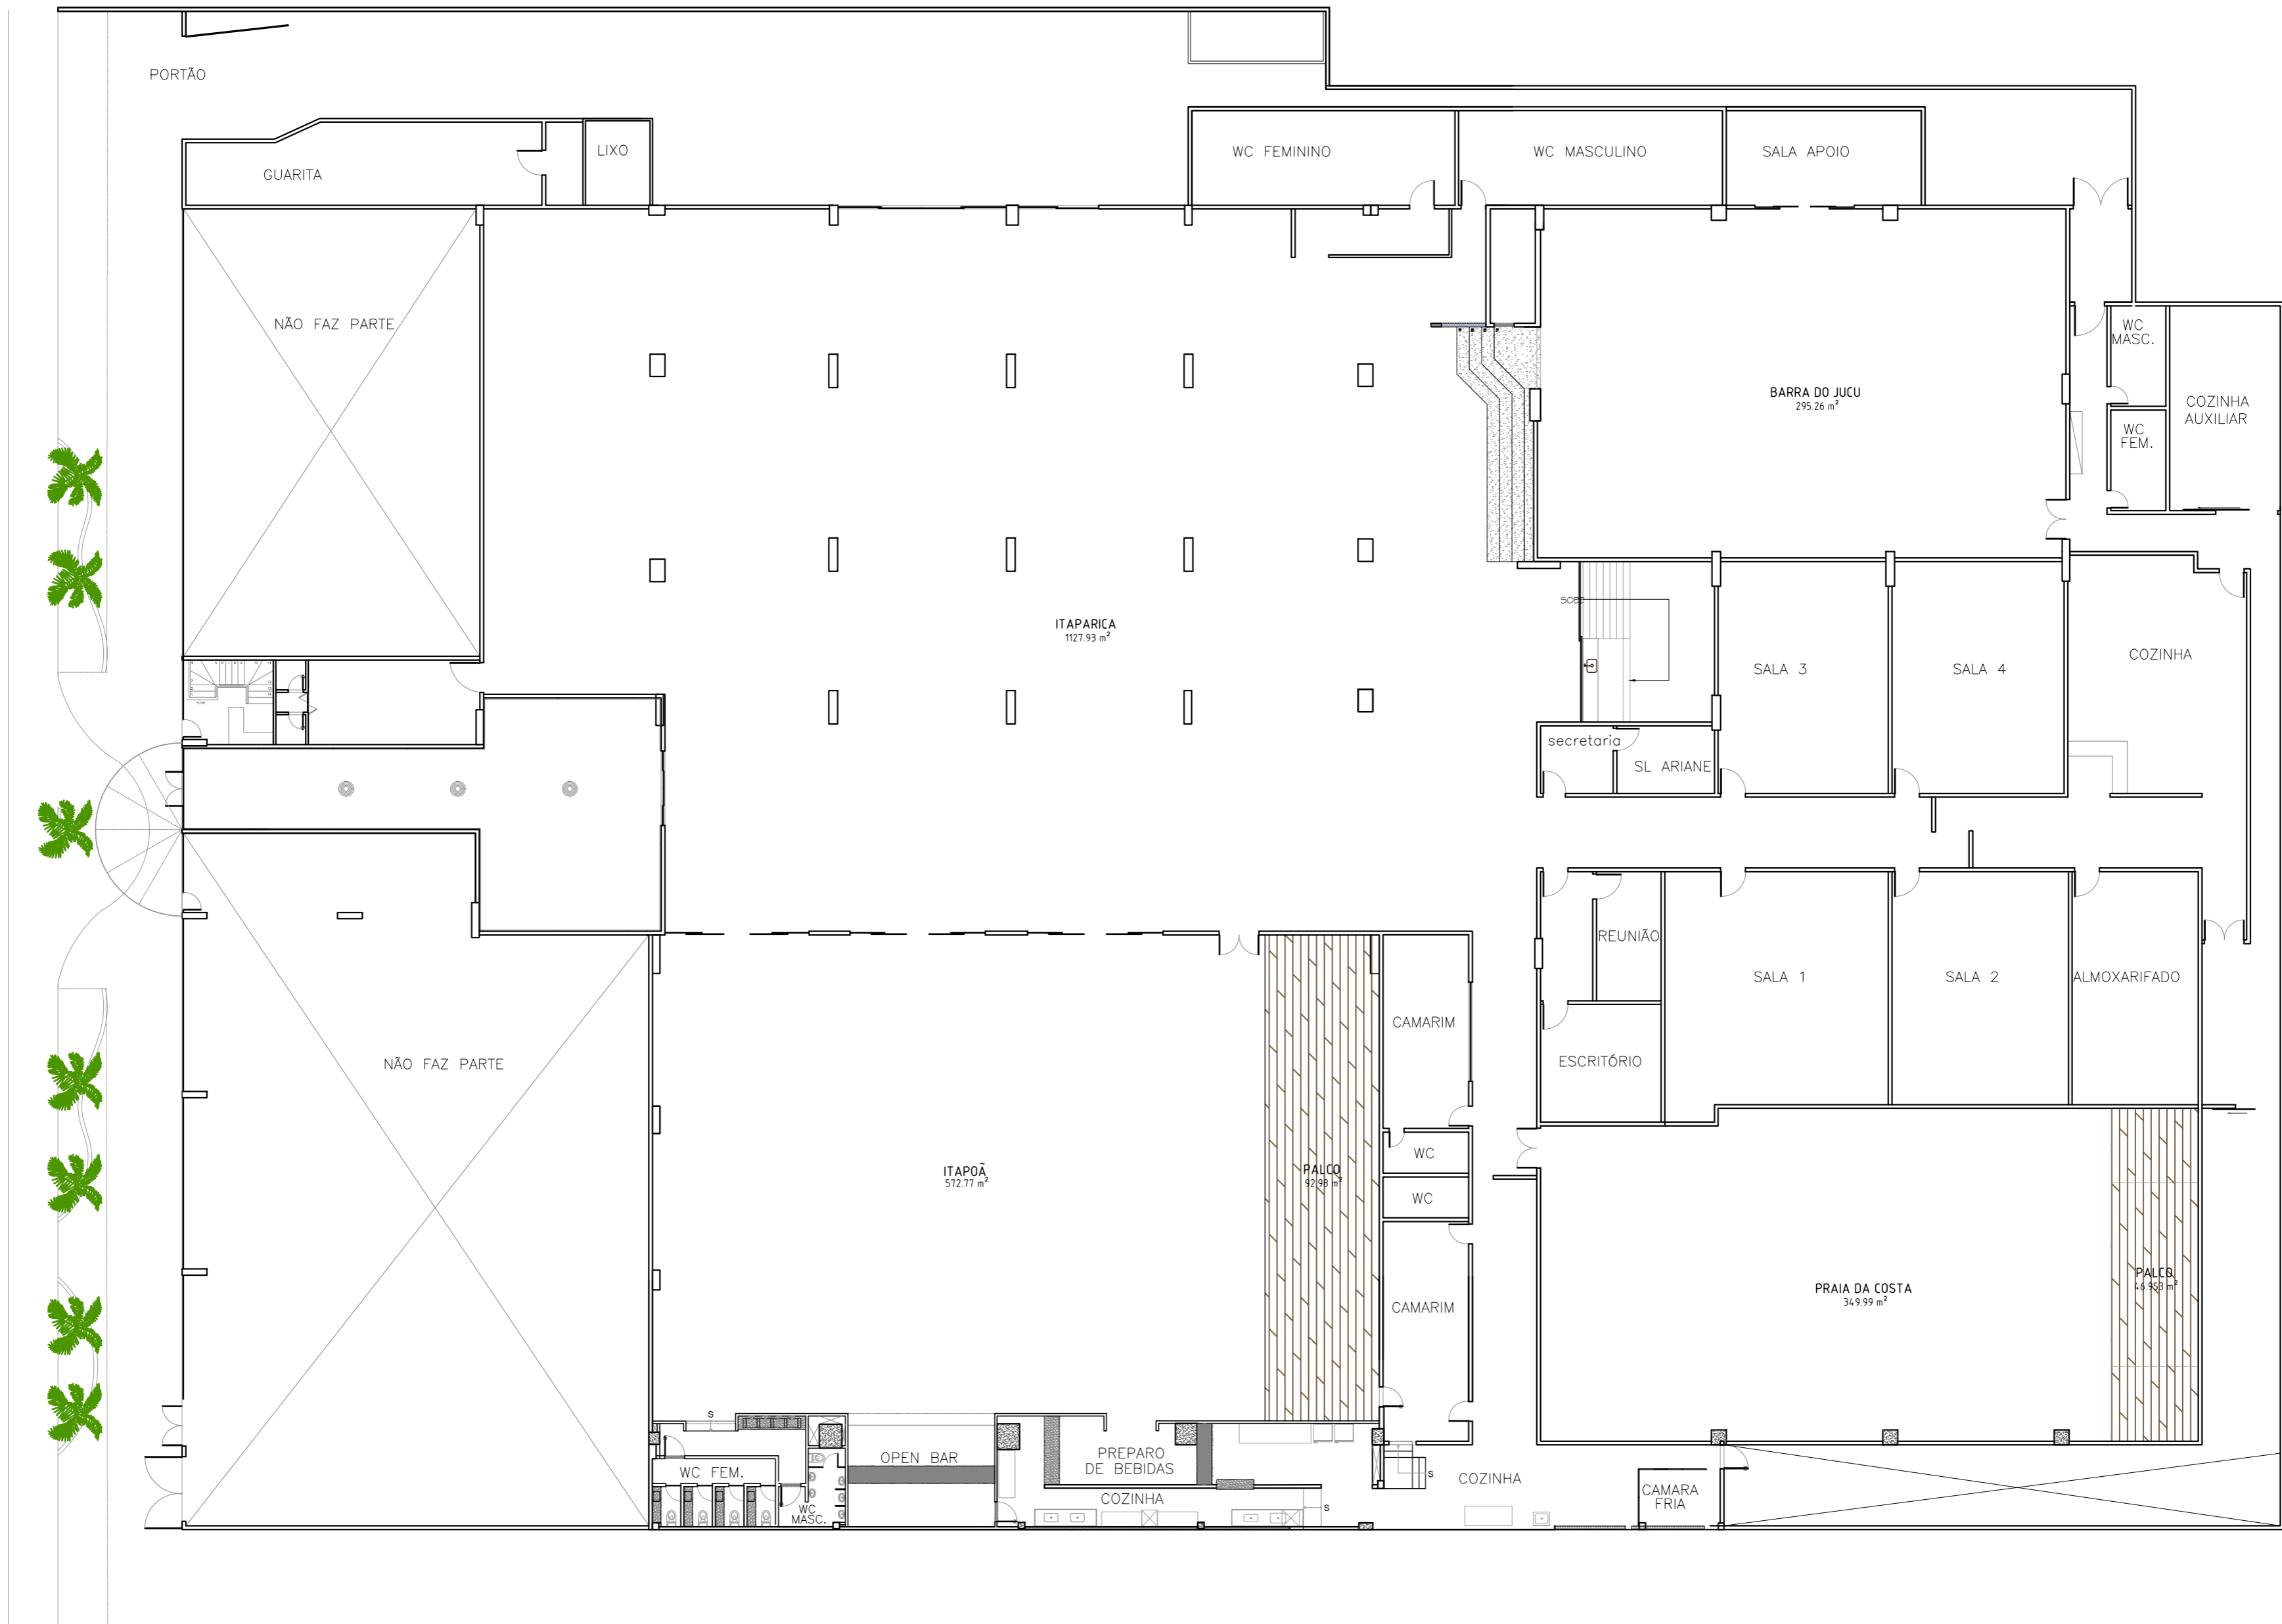 PORTÃO
GUARITA
LIXO
WC FEMININO
WC MASCULINO
SALA APOIO
NÃO FAZ PARTE
BARRA DO JUCU
295.26 m²
WC
MASC.
WC
FEM.
COZINHA
AUXILIAR
ITAPARICA
1127.93 m²
SOBE
SALA 3
SALA 4
COZINHA
secretaria
SL ARIANE
REUNIÃO
SALA 1
SALA 2
ALMOXARIFADO
CAMARIM
ESCRITÓRIO
NÃO FAZ PARTE
ITAPOÃ
572.77 m²
PALCO
92.98 m²
WC
WC
CAMARIM
PRAIA DA COSTA
349.99 m²
PALCO
46.953 m²
S
OPEN BAR
PREPARO
DE BEBIDAS
WC FEM.
WC
MASC.
COZINHA
S
S
COZINHA
CAMARA
FRIA